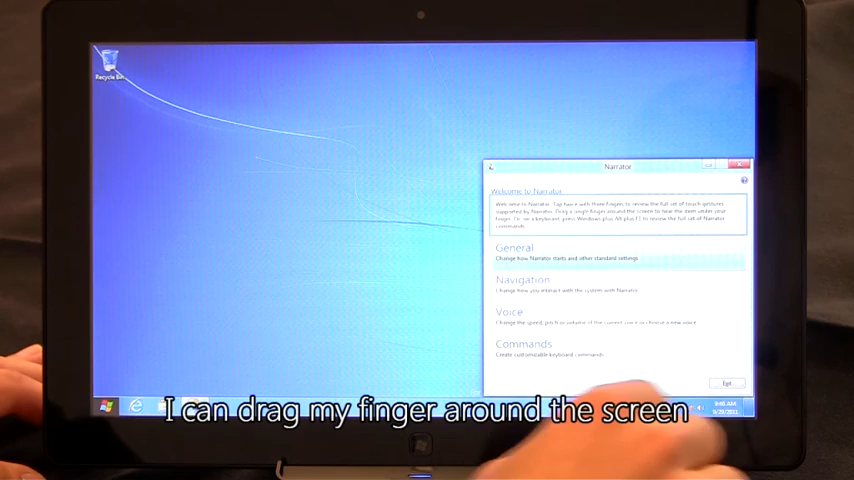 Recycle Bin
Narrator
Welcome to Narrator
Welcome to Narrator. Tap twice with three fingers to review the full set of touch gestures
supported by Narrator. Drag a single finger around the screen to hear the item under your
finger. Or, on a keyboard, press Windows plus Alt plus F1 to review the full set of Narrator
commands.
General
Change how Narrator starts and other standard settings
Navigation
Change how you interact with the system with Narrator
Voice
Change the speed, pitch or volume of the current voice or choose a new voice
Commands
Create customizable keyboard commands
Exit
9:46 AM
9/29/2011
I can drag my finger around the screen